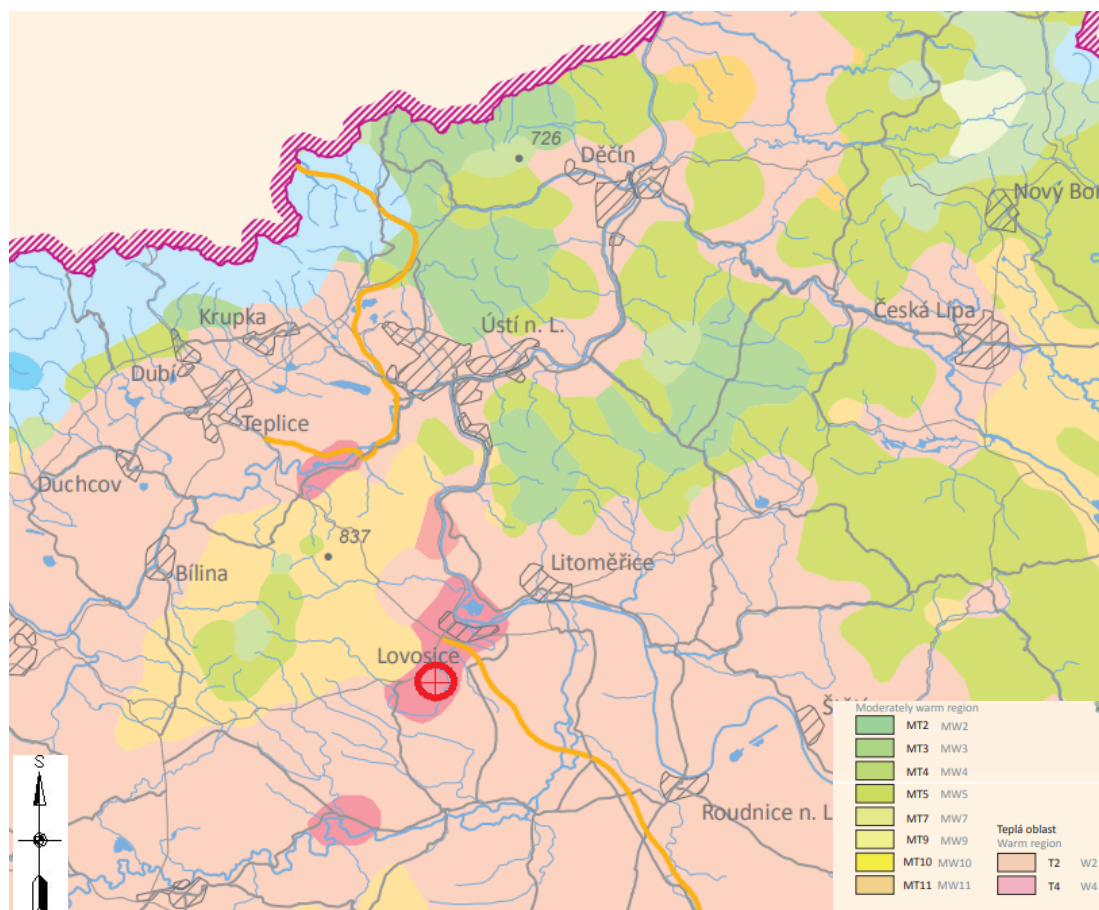 726
Děčín
Nový Bor
Krupka
Ústí n. L.
Česká Lípa
Dubí
Teplice
Duchcov
837
Bílina
Litoměřice
Lovosice
Roudnice n. L
S
Moderately warm region
MT2 MW2
MT3 MW3
MT4 MW4
MT5 MW5
MT7 MW7
MT9 MW9
MT10 MW10
MT11 MW11
Teplá oblast
Warm region
T2 W2
T4 W4